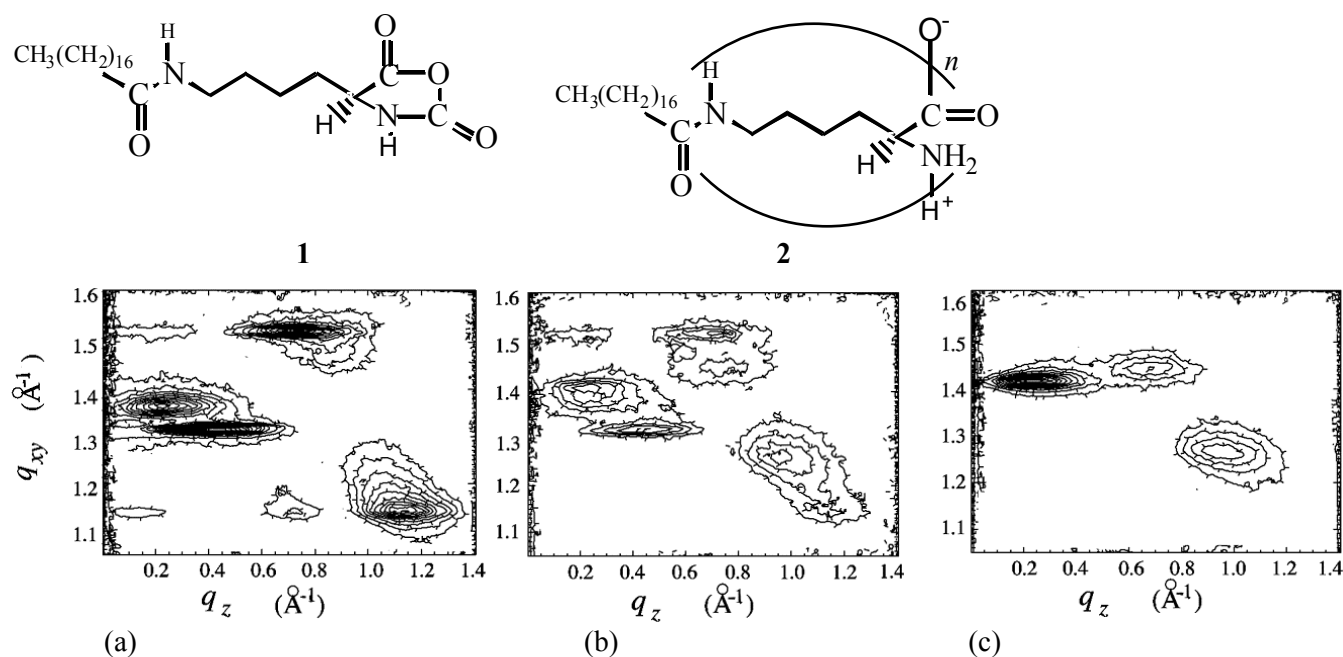 H
CH3(CH2)16
C
N
O
O
C
O
H
N
C
O
H
1
O-
n
H
CH3(CH2)16
C
N
O
C
O
H
NH2
H+
2
1.6
1.5
1.4
1.3
1.2
1.1
qxy (Å-1)
0.2 0.4 0.6 0.8 1.0 1.2 1.4
qz (Å-1)
(a)
1.6
1.5
1.4
1.3
1.2
1.1
0.2 0.4 0.6 0.8 1.0 1.2 1.4
qz (Å-1)
(b)
1.6
1.5
1.4
1.3
1.2
1.1
0.2 0.4 0.6 0.8 1.0 1.2 1.4
qz (Å-1)
(c)